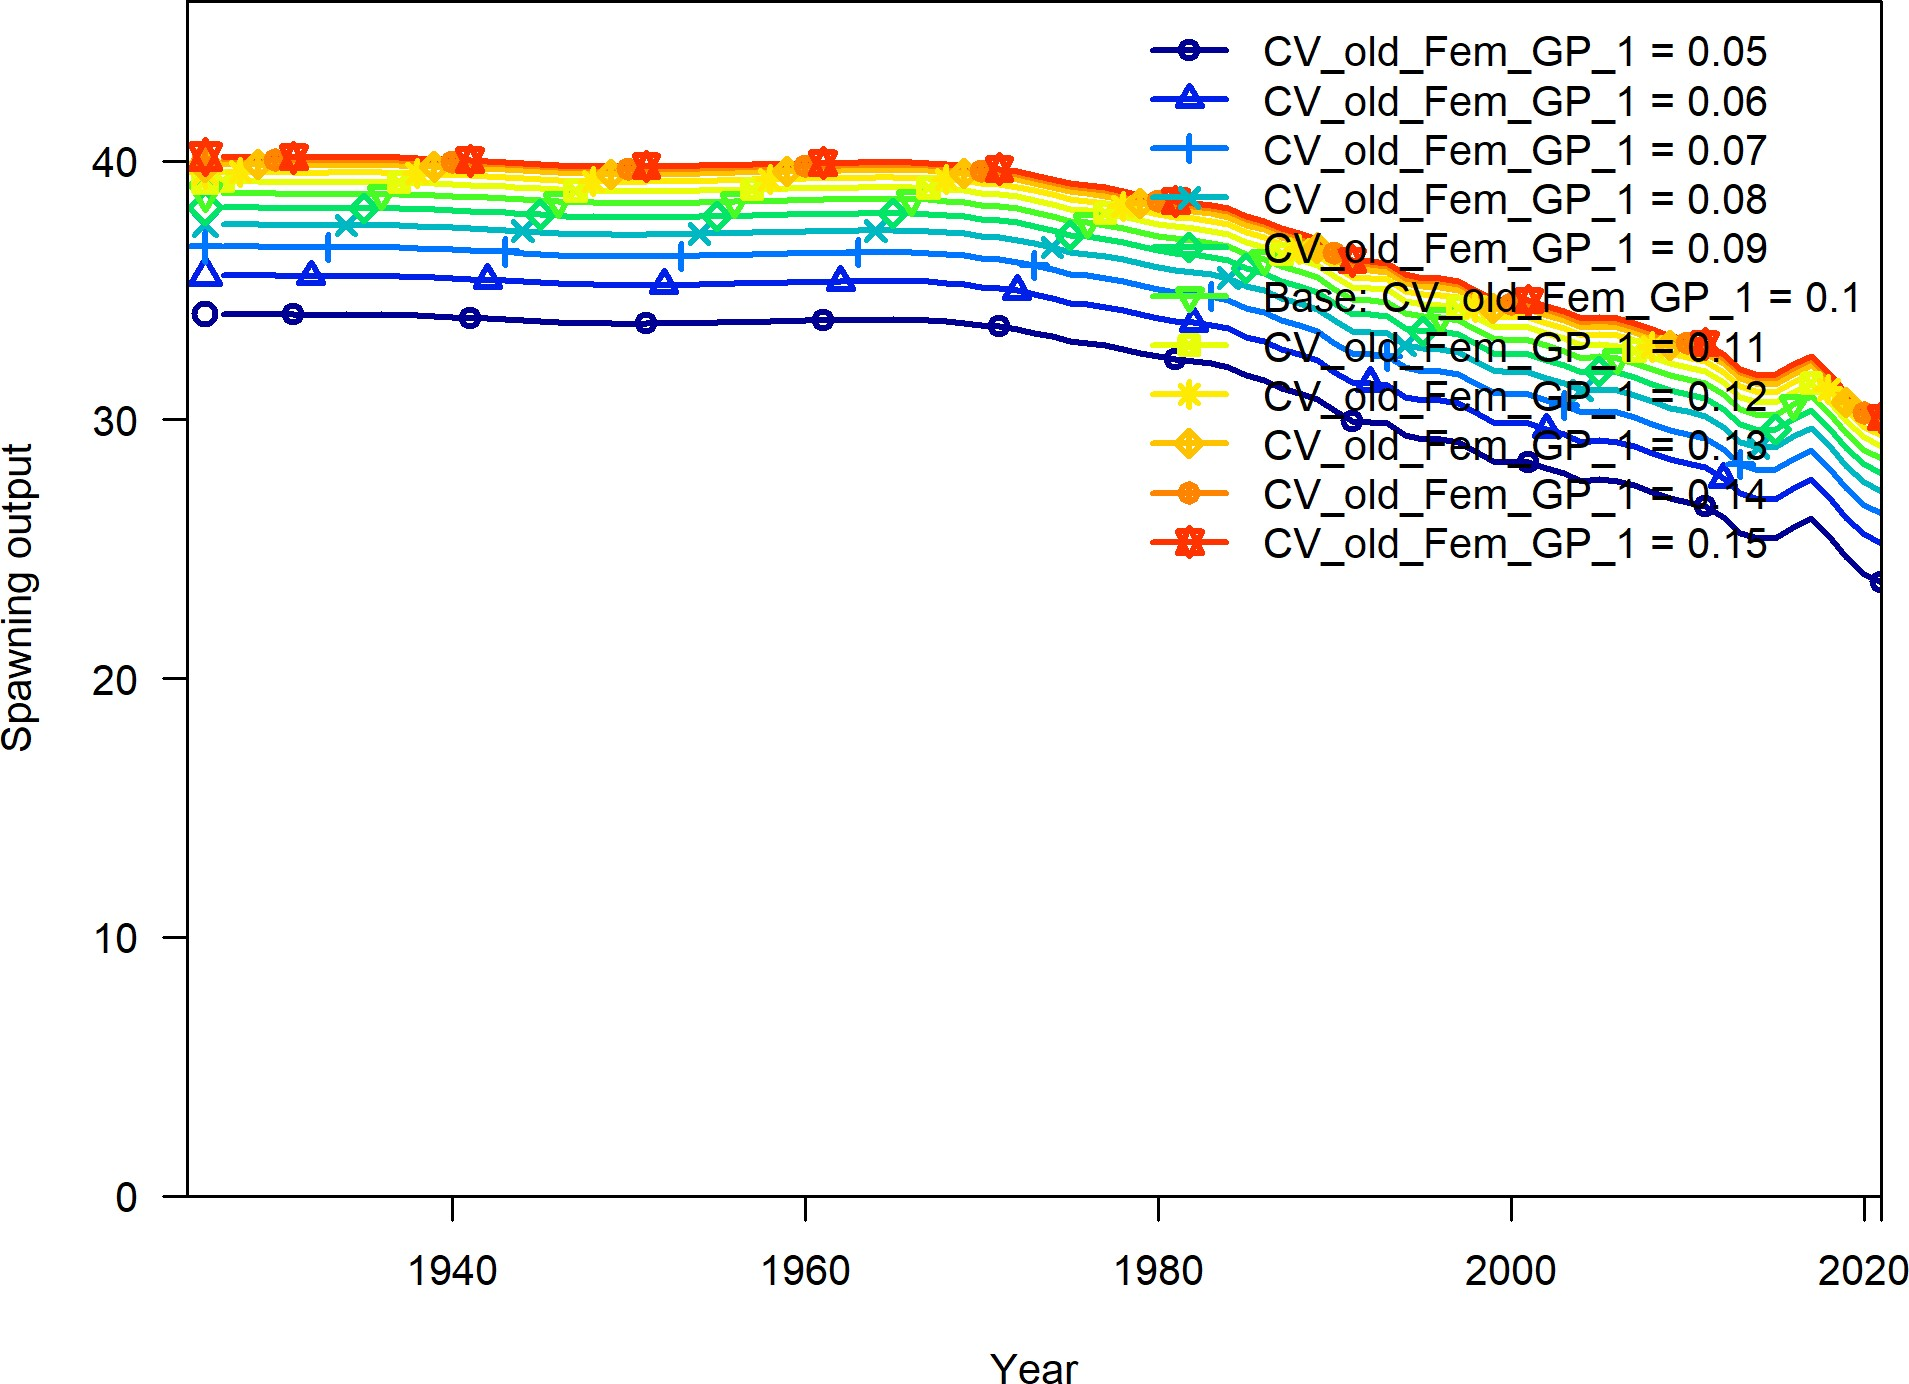 CV_old_Fem_GP_1 = 0.05
CV_old_Fem_GP_1 = 0.06
CV_old_Fem_GP_1 = 0.07
CV_old_Fem_GP_1 = 0.08
CV_old_Fem_GP_1 = 0.09
Base: CV_old_Fem_GP_1 = 0.1
CV_old_Fem_GP_1 = 0.11
CV_old_Fem_GP_1 = 0.12
CV_old_Fem_GP_1 = 0.13
CV_old_Fem_GP_1 = 0.14
CV_old_Fem_GP_1 = 0.15
40
30
20
10
0
Spawning output
1940 1960 1980 2000 2020
Year